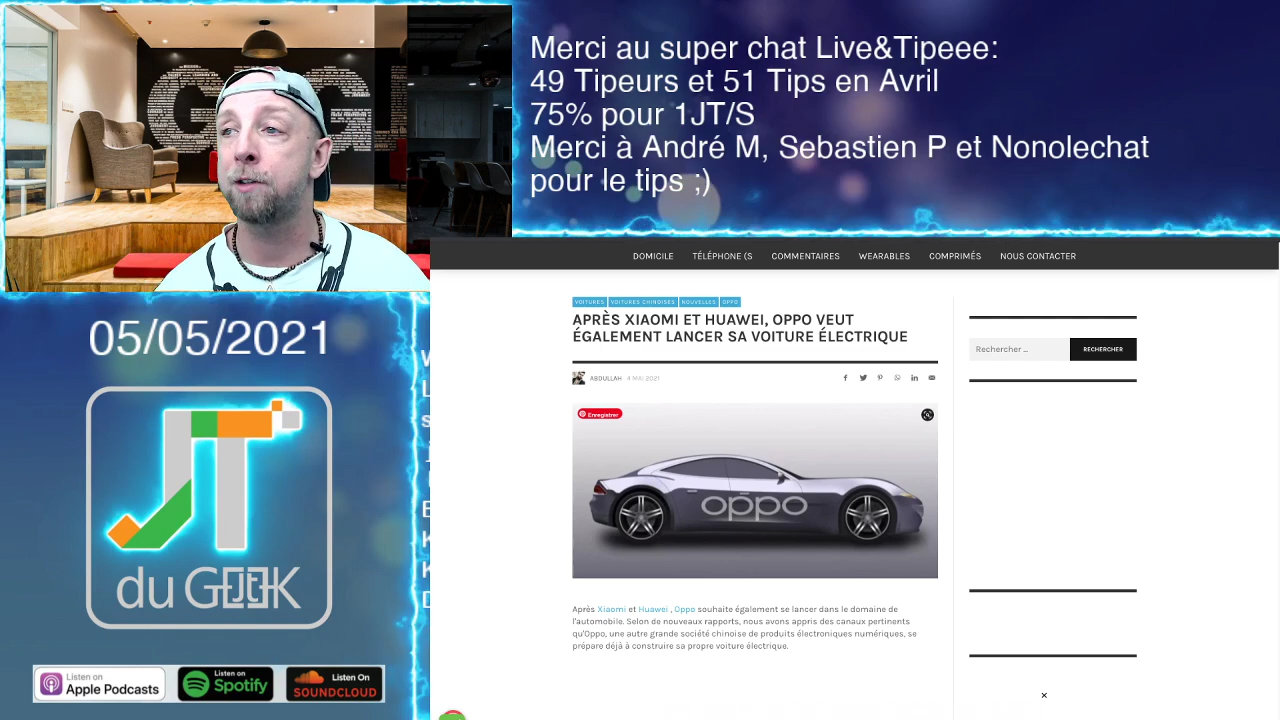 Merci au super chat Live&Tipeee:
49 Tipeurs et 51 Tips en Avril
75% pour 1JT/S
Merci à André M, Sebastien P et Nonolechat
pour le tips ;)
DOMICILE TÉLÉPHONE (S COMMENTAIRES WEARABLES COMPRIMÉS NOUS CONTACTER
VOITURES VOITURES CHINOISES NOUVELLES OPPO
APRÈS XIAOMI ET HUAWEI, OPPO VEUT
ÉGALEMENT LANCER SA VOITURE ÉLECTRIQUE
ABDULLAH 4 MAI 2021
Enregistrer
oppo
Après Xiaomi et Huawei , Oppo souhaite également se lancer dans le domaine de
l'automobile. Selon de nouveaux rapports, nous avons appris des canaux pertinents
qu'Oppo, une autre grande société chinoise de produits électroniques numériques, se
prépare déjà à construire sa propre voiture électrique.
Rechercher ... RECHERCHER
05/05/2021
JT
du GEEK
Jt
Listen on
Apple Podcasts
Listen on
Spotify
Listen On
SOUNDCLOUD